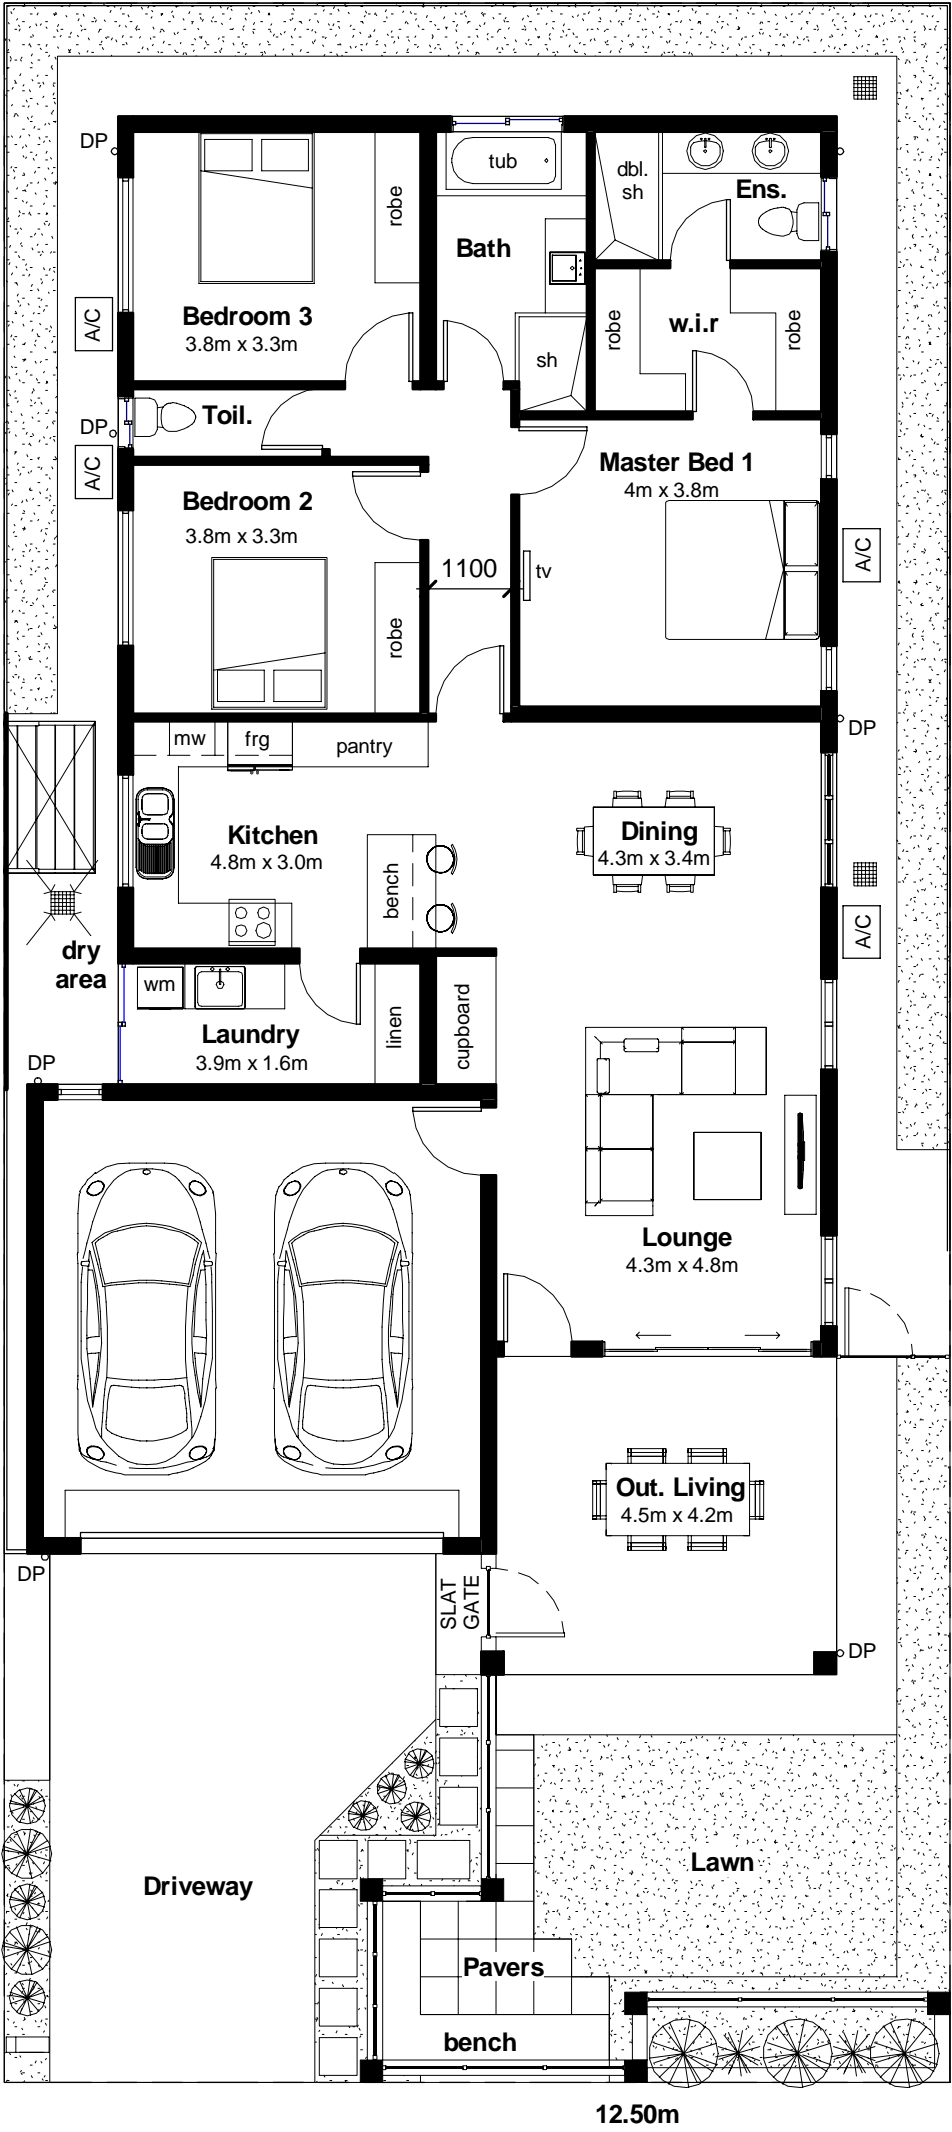 DP
tub
dbl.
sh
Ens.
robe
Bath
Bedroom 3
3.8m x 3.3m
A/C
robe
w.i.r
robe
sh
Toil.
DP
A/C
Master Bed 1
4m x 3.8m
Bedroom 2
3.8m x 3.3m
A/C
1100
tv
robe
DP
mw
frg
pantry
Kitchen
4.8m x 3.0m
Dining
4.3m x 3.4m
bench
A/C
dry
area
wm
Laundry
3.9m x 1.6m
linen
cupboard
DP
Lounge
4.3m x 4.8m
Out. Living
4.5m x 4.2m
DP
SLAT
GATE
DP
Driveway
Lawn
Pavers
bench
12.50m